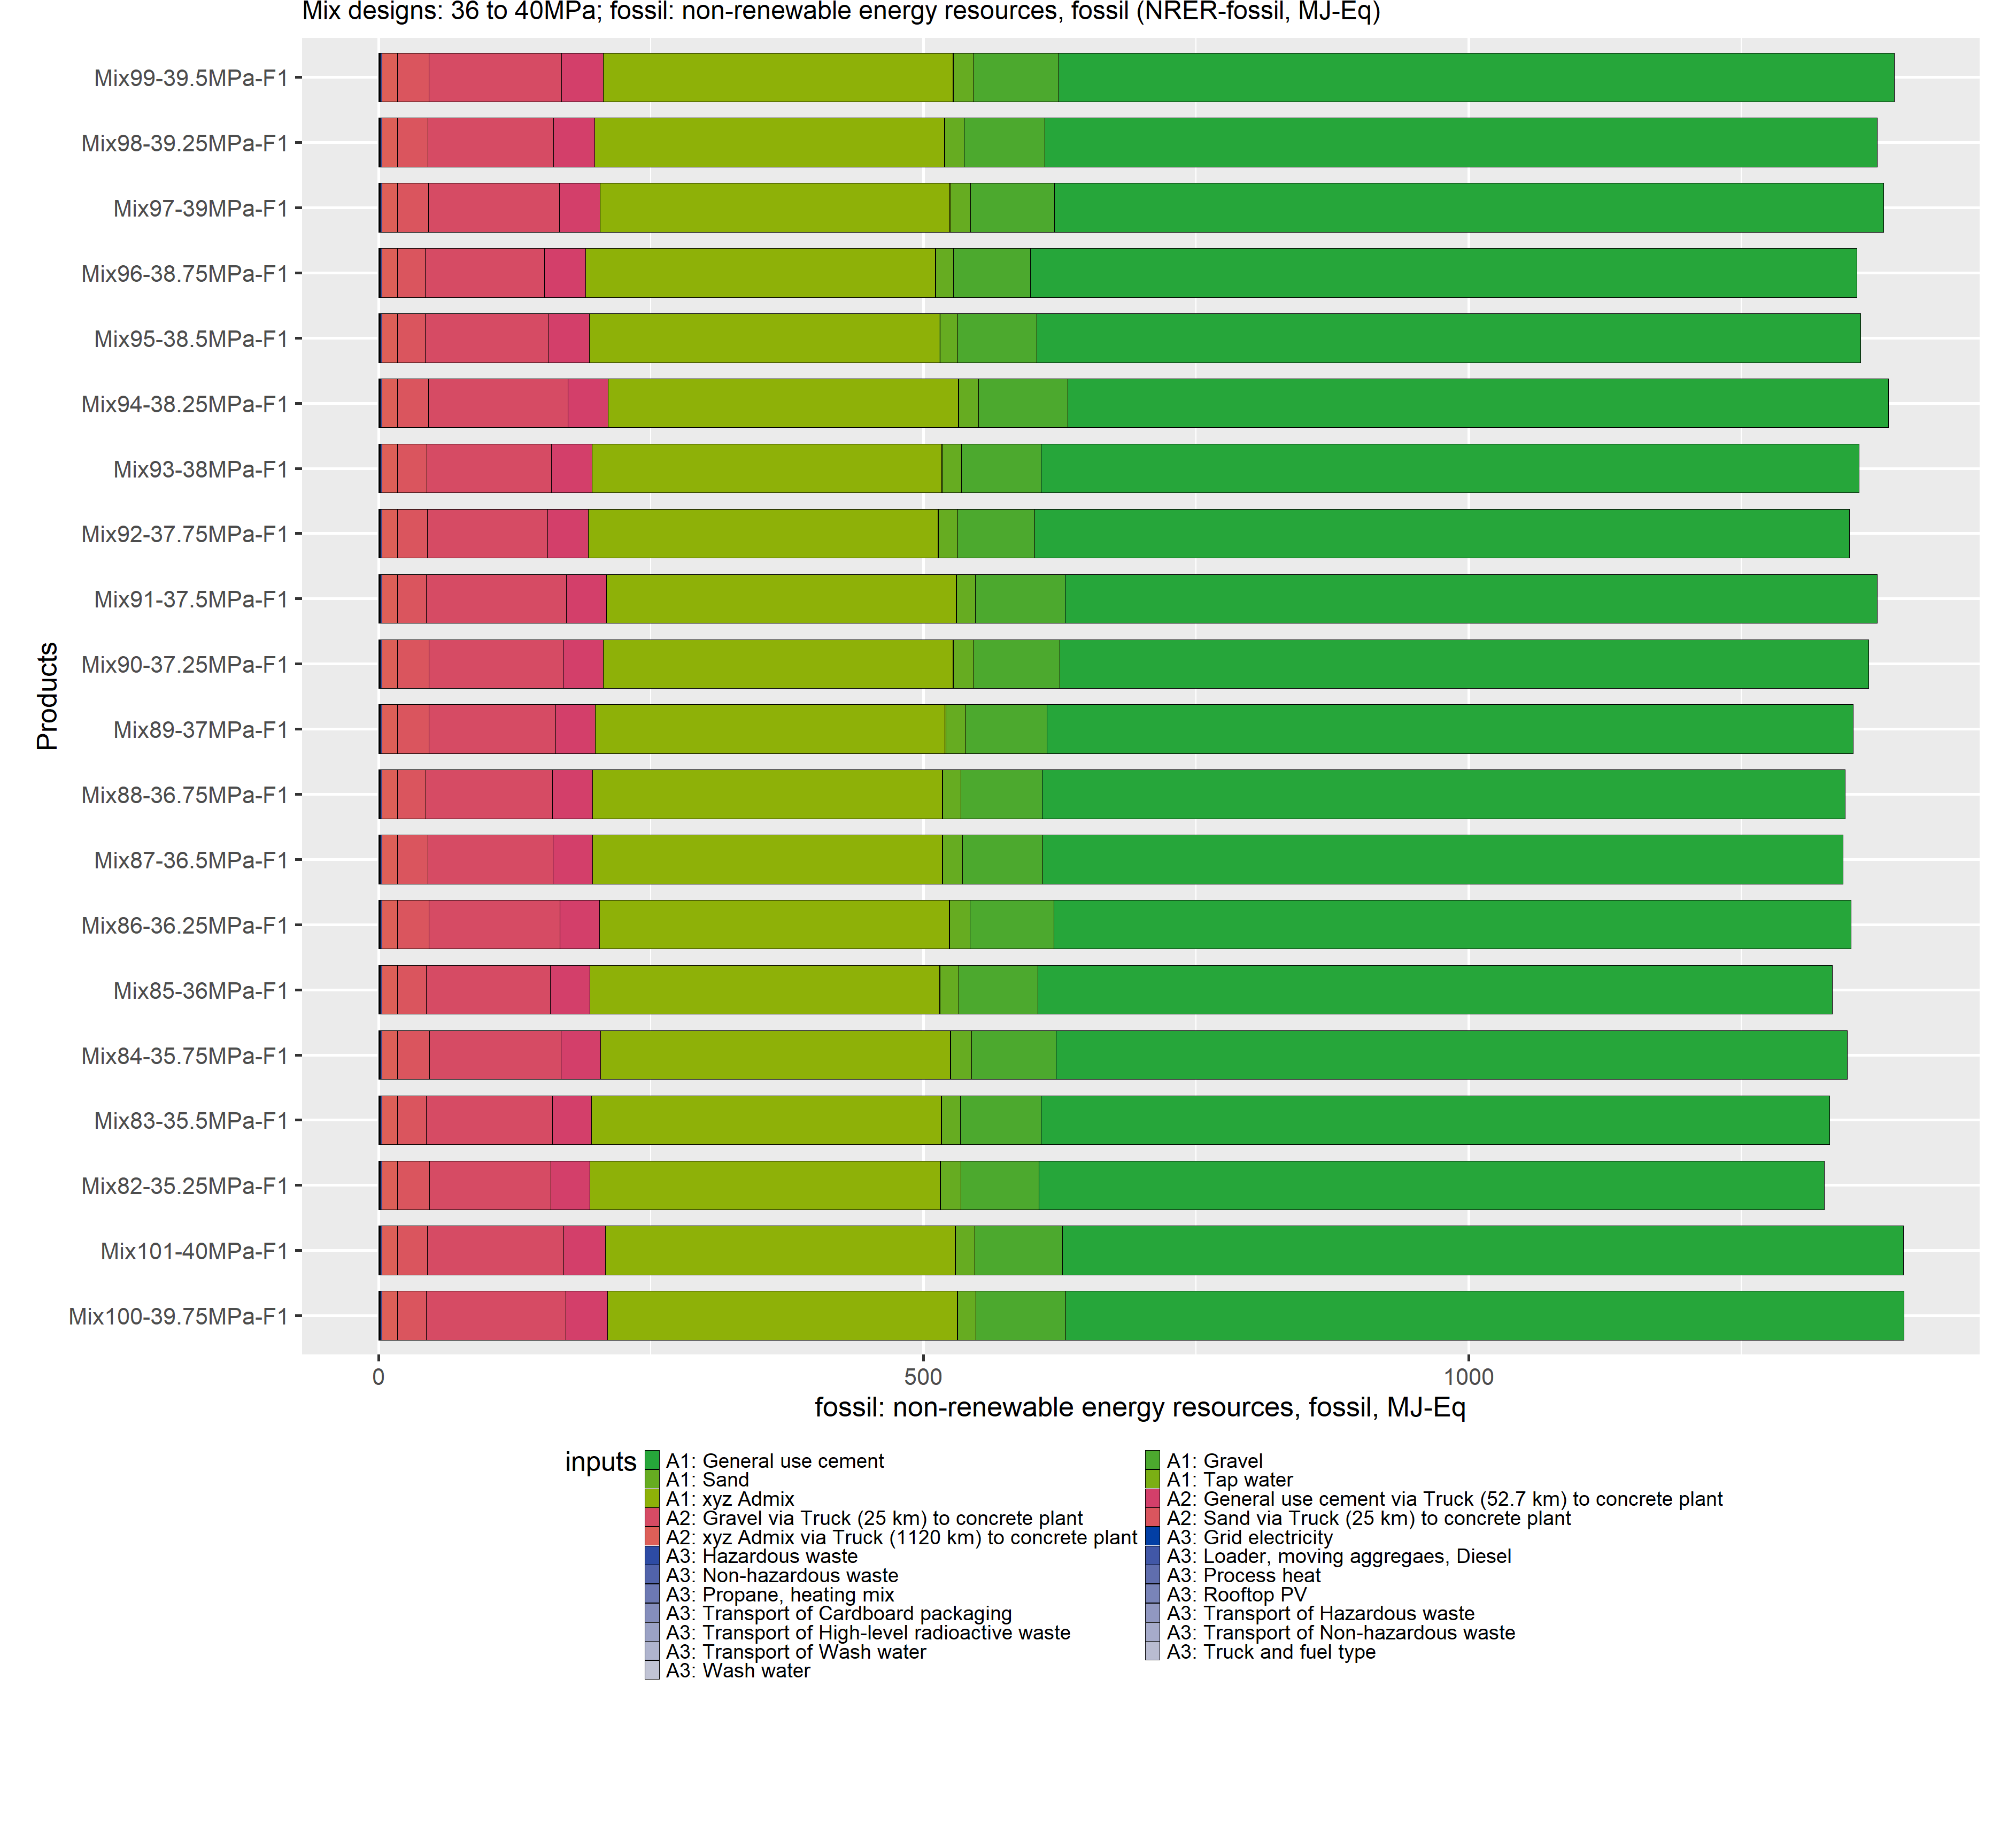 Mix designs: 36 to 40MPa; fossil: non-renewable energy resources, fossil (NRER-fossil, MJ-Eq)
Products
Mix99-39.5MPa-F1
Mix98-39.25MPa-F1
Mix97-39MPa-F1
Mix96-38.75MPa-F1
Mix95-38.5MPa-F1
Mix94-38.25MPa-F1
Mix93-38MPa-F1
Mix92-37.75MPa-F1
Mix91-37.5MPa-F1
Mix90-37.25MPa-F1
Mix89-37MPa-F1
Mix88-36.75MPa-F1
Mix87-36.5MPa-F1
Mix86-36.25MPa-F1
Mix85-36MPa-F1
Mix84-35.75MPa-F1
Mix83-35.5MPa-F1
Mix82-35.25MPa-F1
Mix101-40MPa-F1
Mix100-39.75MPa-F1
0 500 1000
fossil: non-renewable energy resources, fossil, MJ-Eq
inputs
A1: General use cement A1: Gravel
A1: Sand A1: Tap water
A1: xyz Admix A2: General use cement via Truck (52.7 km) to concrete plant
A2: Gravel via Truck (25 km) to concrete plant A2: Sand via Truck (25 km) to concrete plant
A2: xyz Admix via Truck (1120 km) to concrete plant A3: Grid electricity
A3: Hazardous waste A3: Loader, moving aggregaes, Diesel
A3: Non-hazardous waste A3: Process heat
A3: Propane, heating mix A3: Rooftop PV
A3: Transport of Cardboard packaging A3: Transport of Hazardous waste
A3: Transport of High-level radioactive waste A3: Transport of Non-hazardous waste
A3: Transport of Wash water A3: Truck and fuel type
A3: Wash water